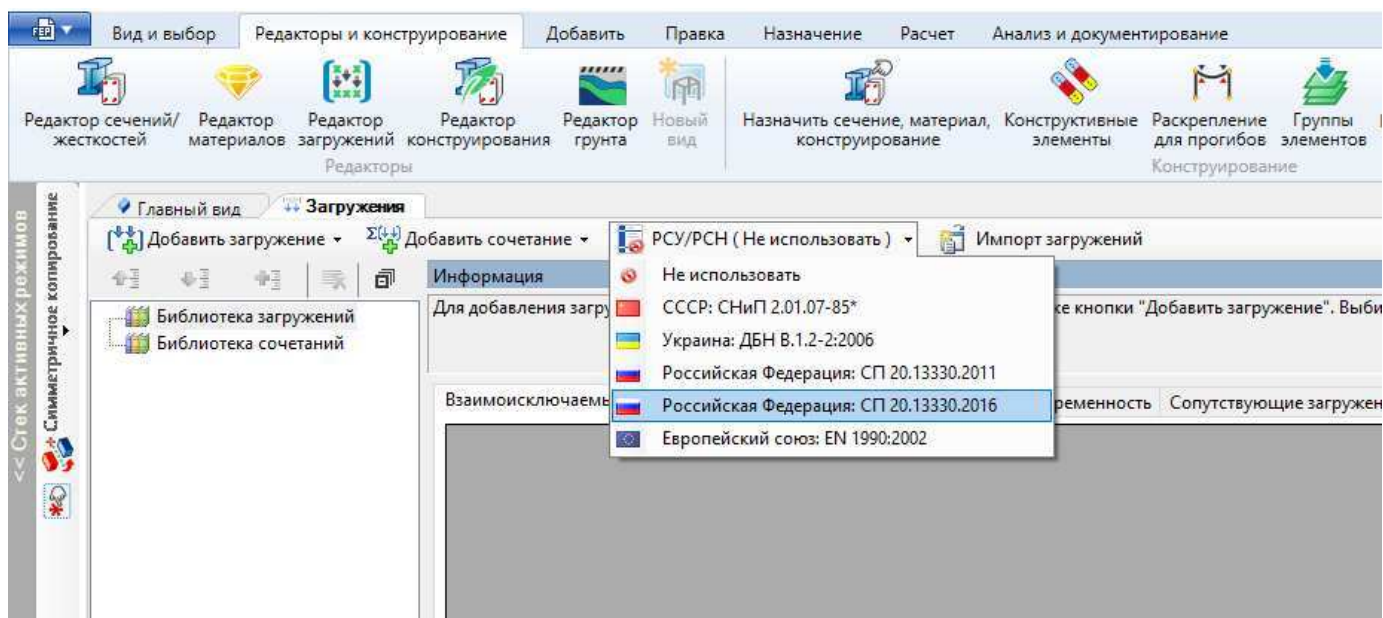 FEP
Вид и выбор Редакторы и конструирование Добавить Правка Назначение Расчет Анализ и документирование
Редактор сечений/ Редактор Редактор Редактор Редактор Новый Назначить сечение, материал, Конструктивные Раскрепление Группы
жесткостей материалов загружений конструирования грунта вид конструирование элементы для прогибов элементов
Редакторы Конструирование
<< Стек активных режимов
Симметричное копирование
Главный вид Загружения
Добавить загружение Добавить сочетание РСУ/РСН ( Не использовать ) Импорт загружений
Информация Не использовать
Для добавления загру СССР: СНиП 2.01.07-85* ке кнопки "Добавить загружение". Выби
Библиотека загружений
Библиотека сочетаний Украина: ДБН В.1.2-2:2006
Российская Федерация: СП 20.13330.2011
Взаимоисключаемы Российская Федерация: СП 20.13330.2016 ременность Сопутствующие загружен
Европейский союз: EN 1990:2002